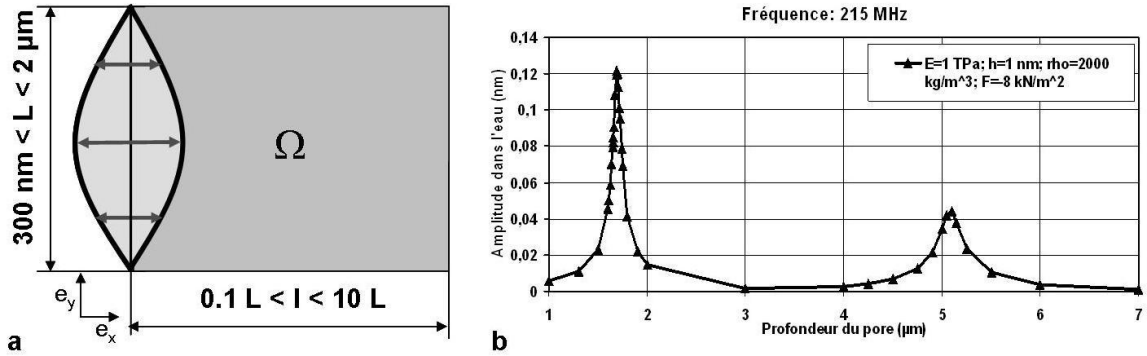 300 nm < L < 2 µm
Ω
e_y
e_x
0.1 L < l < 10 L
a
Fréquence: 215 MHz
Amplitude dans l'eau (nm)
0,14
0,12
0,1
0,08
0,06
0,04
0,02
0
E=1 TPa; h=1 nm; rho=2000
kg/m^3; F=-8 kN/m^2
1 2 3 4 5 6 7
Profondeur du pore (µm)
b